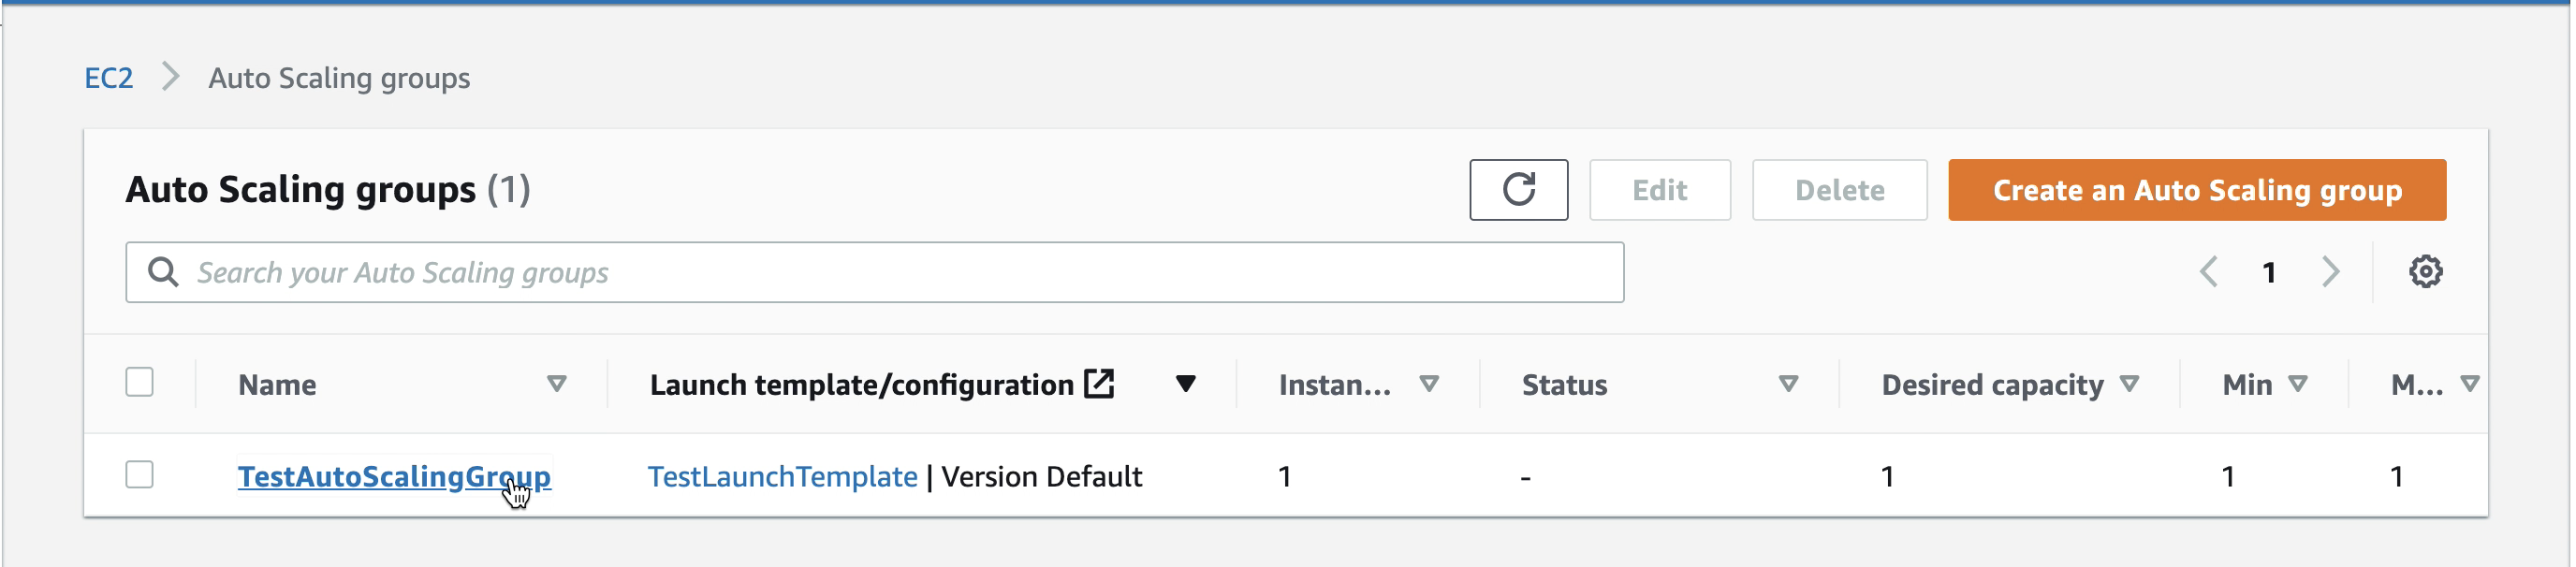 EC2 Auto Scaling groups
Auto Scaling groups (1) Edit Delete Create an Auto Scaling group
Search your Auto Scaling groups 1
Name Launch template/configuration Instan... Status Desired capacity Min M...
TestAutoScalingGroup TestLaunchTemplate | Version Default 1 - 1 1 1